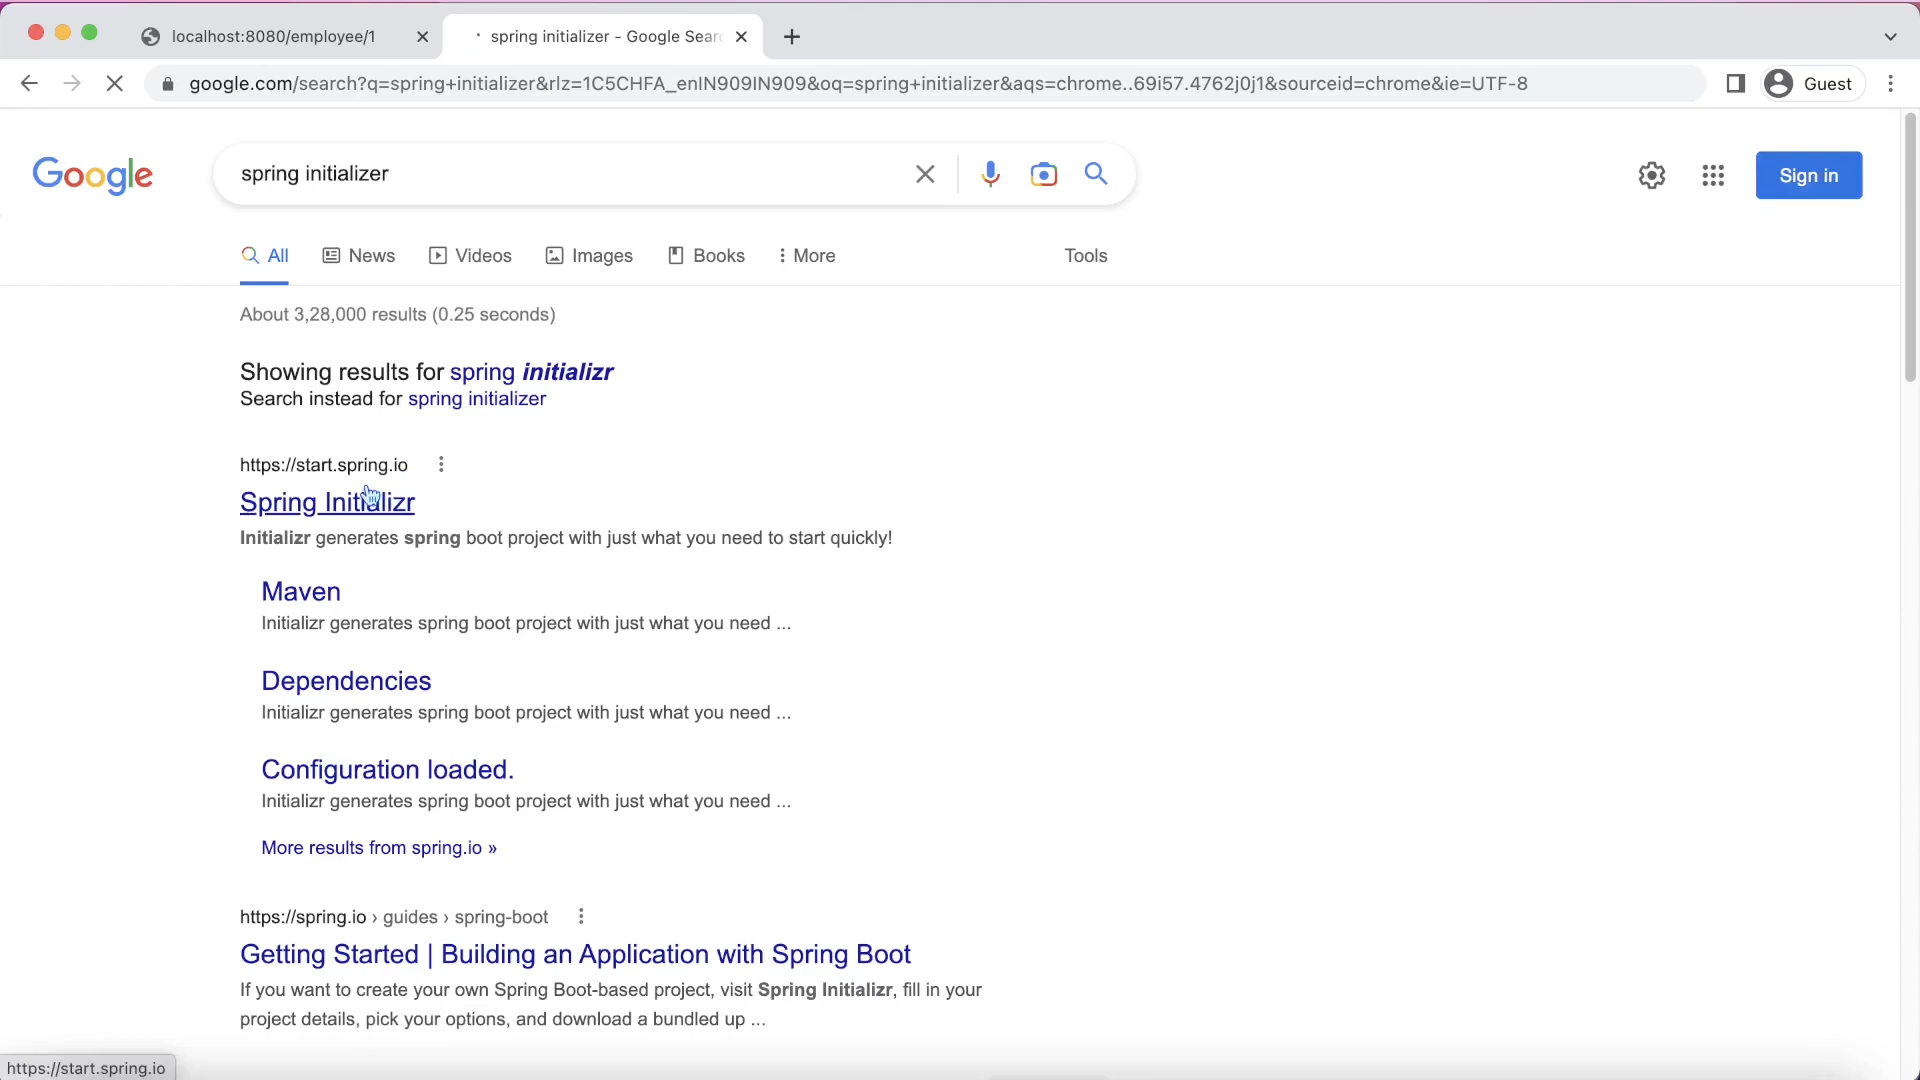 localhost:8080/employee/1
spring initializer - Google Sear
google.com/search?q=spring+initializer&rlz=1C5CHFA_enIN909IN909&oq=spring+initializer&aqs=chrome..69i57.4762j0j1&sourceid=chrome&ie=UTF-8
Guest
Google
spring initializer
Sign in
All
News
Videos
Images
Books
More
Tools
About 3,28,000 results (0.25 seconds)
Showing results for spring initializr
Search instead for spring initializer
https://start.spring.io
Spring Initializr
Initializr generates spring boot project with just what you need to start quickly!
Maven
Initializr generates spring boot project with just what you need ...
Dependencies
Initializr generates spring boot project with just what you need ...
Configuration loaded.
Initializr generates spring boot project with just what you need ...
More results from spring.io »
https://spring.io › guides › spring-boot
Getting Started | Building an Application with Spring Boot
If you want to create your own Spring Boot-based project, visit Spring Initializr, fill in your
project details, pick your options, and download a bundled up ...
https://start.spring.io